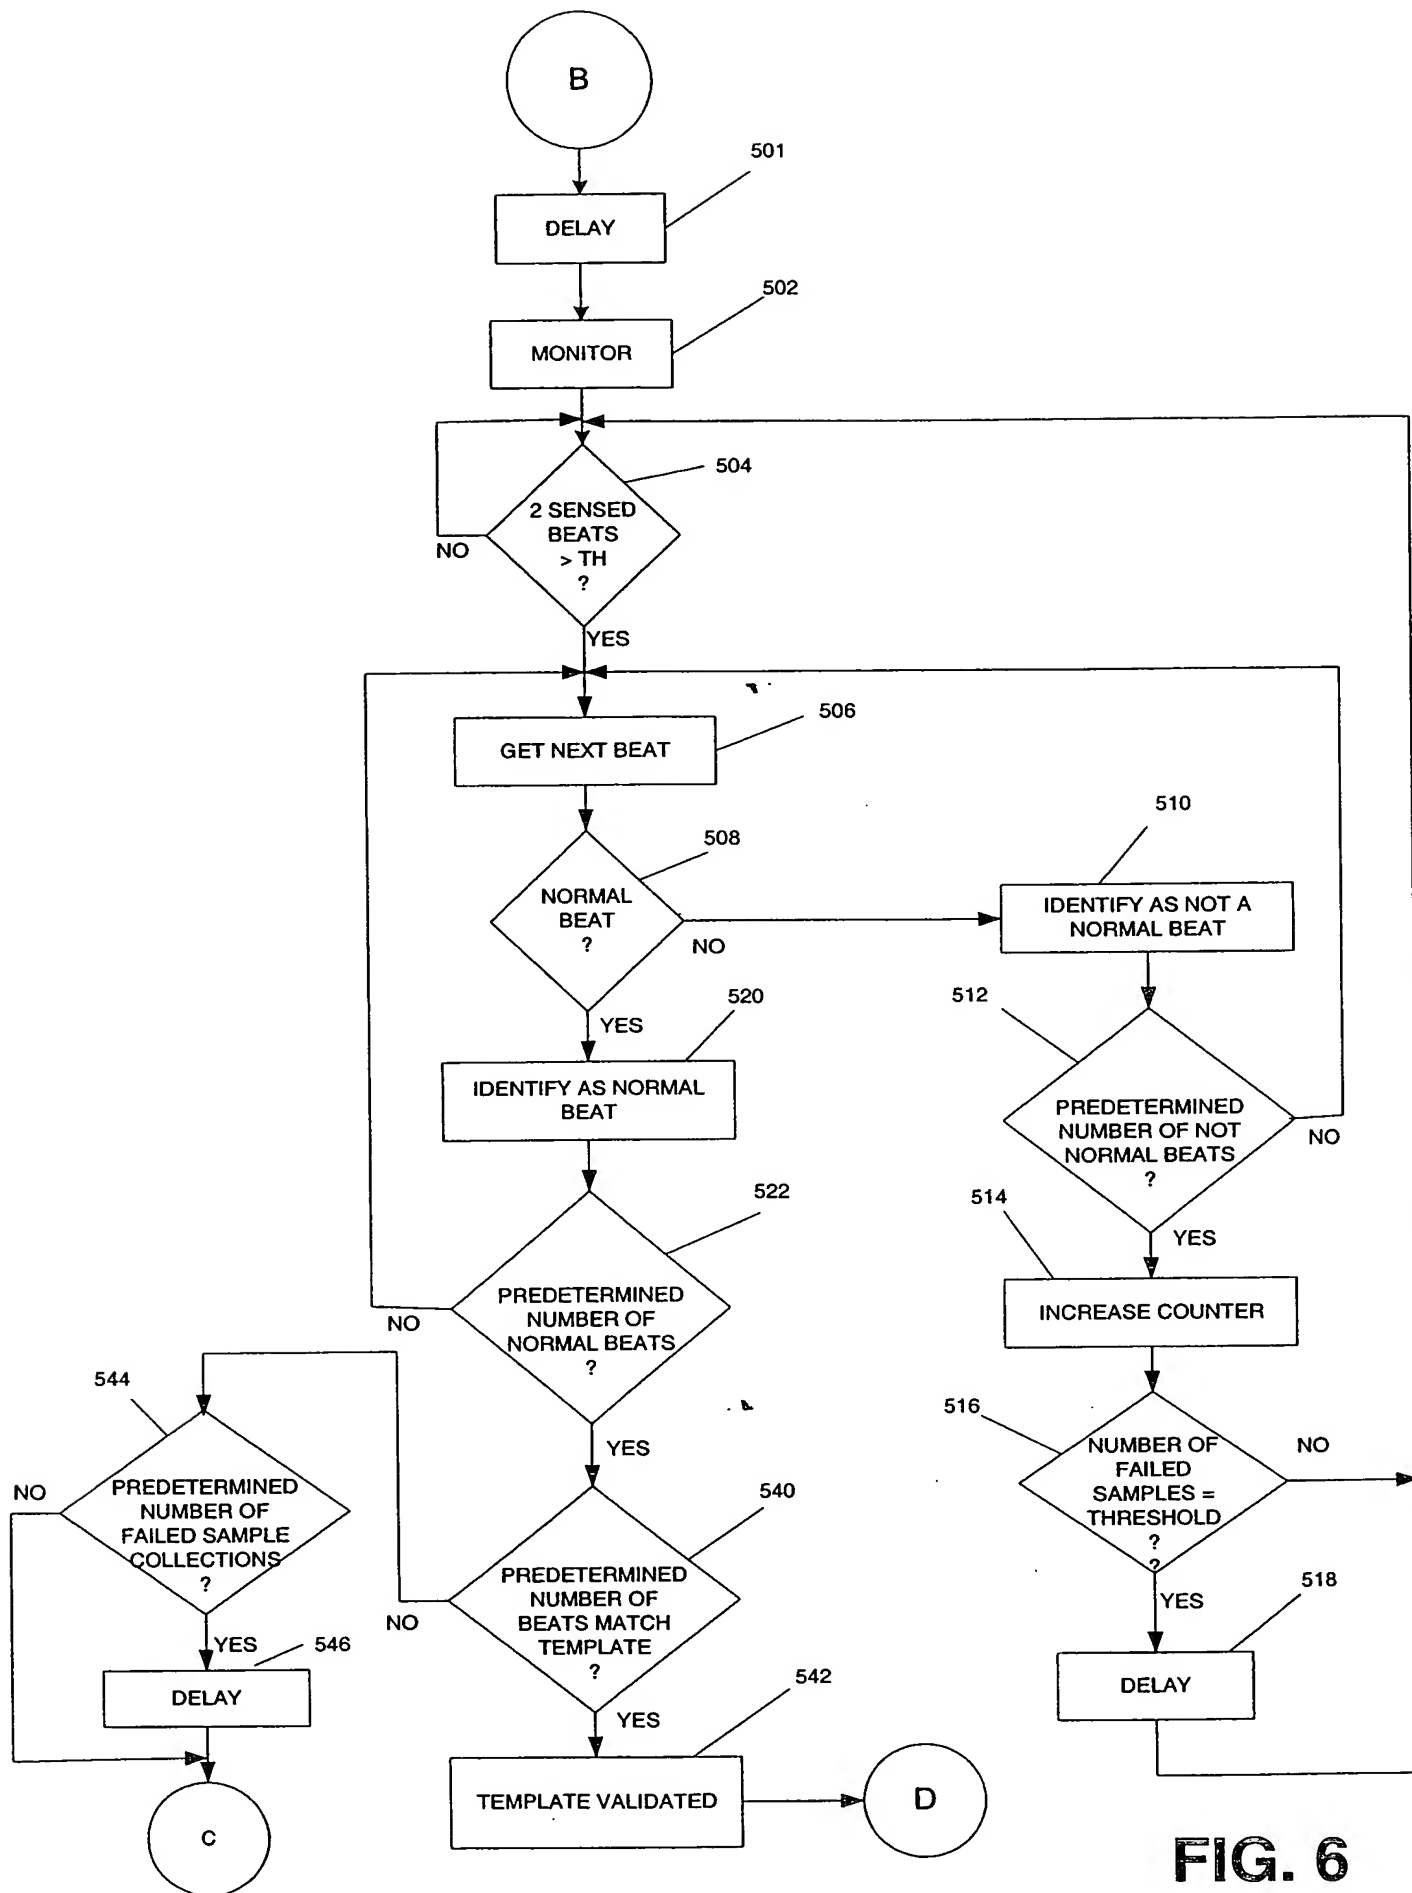 B
501
DELAY
502
MONITOR
504
2 SENSED
BEATS
> TH
?
NO
YES
506
GET NEXT BEAT
508
510
NORMAL
BEAT
?
NO
IDENTIFY AS NOT A
NORMAL BEAT
YES
520
512
IDENTIFY AS NORMAL
BEAT
PREDETERMINED
NUMBER OF NOT
NORMAL BEATS
?
NO
522
514
YES
PREDETERMINED
NUMBER OF
NORMAL BEATS
?
NO
INCREASE COUNTER
544
516
YES
NUMBER OF
FAILED
SAMPLES =
THRESHOLD
?
?
NO
NO
PREDETERMINED
NUMBER OF
FAILED SAMPLE
COLLECTIONS
?
540
PREDETERMINED
NUMBER OF
BEATS MATCH
TEMPLATE
?
NO
YES
518
YES
546
DELAY
DELAY
542
YES
TEMPLATE VALIDATED
D
C
FIG. 6